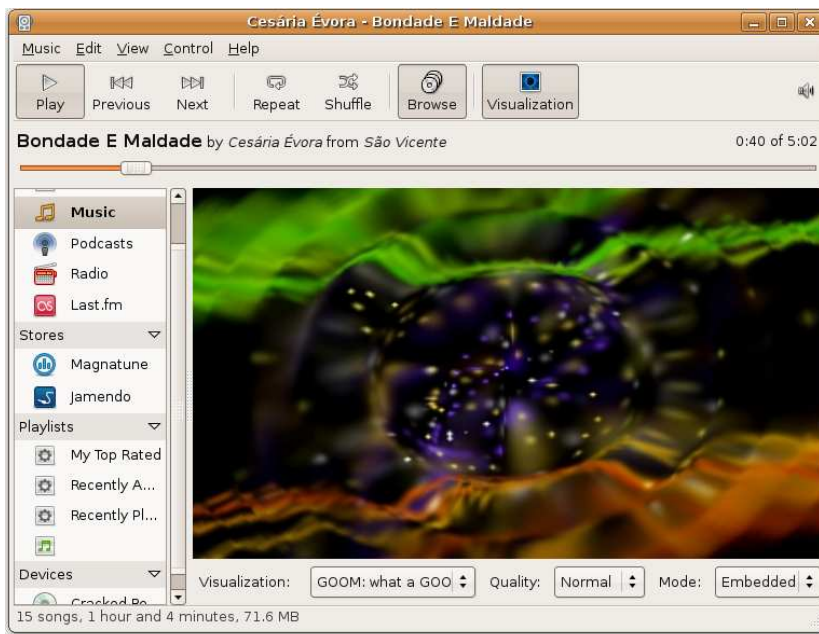 Cesária Évora - Bondade E Maldade
Music Edit View Control Help
Play Previous Next Repeat Shuffle Browse Visualization
Bondade E Maldade by Cesária Évora from São Vicente 0:40 of 5:02
Music
Podcasts
Radio
Last.fm
Stores
Magnatune
Jamendo
Playlists
My Top Rated
Recently A...
Recently Pl...
Devices
Visualization: GOOM: what a GOO Quality: Normal Mode: Embedded
15 songs, 1 hour and 4 minutes, 71.6 MB